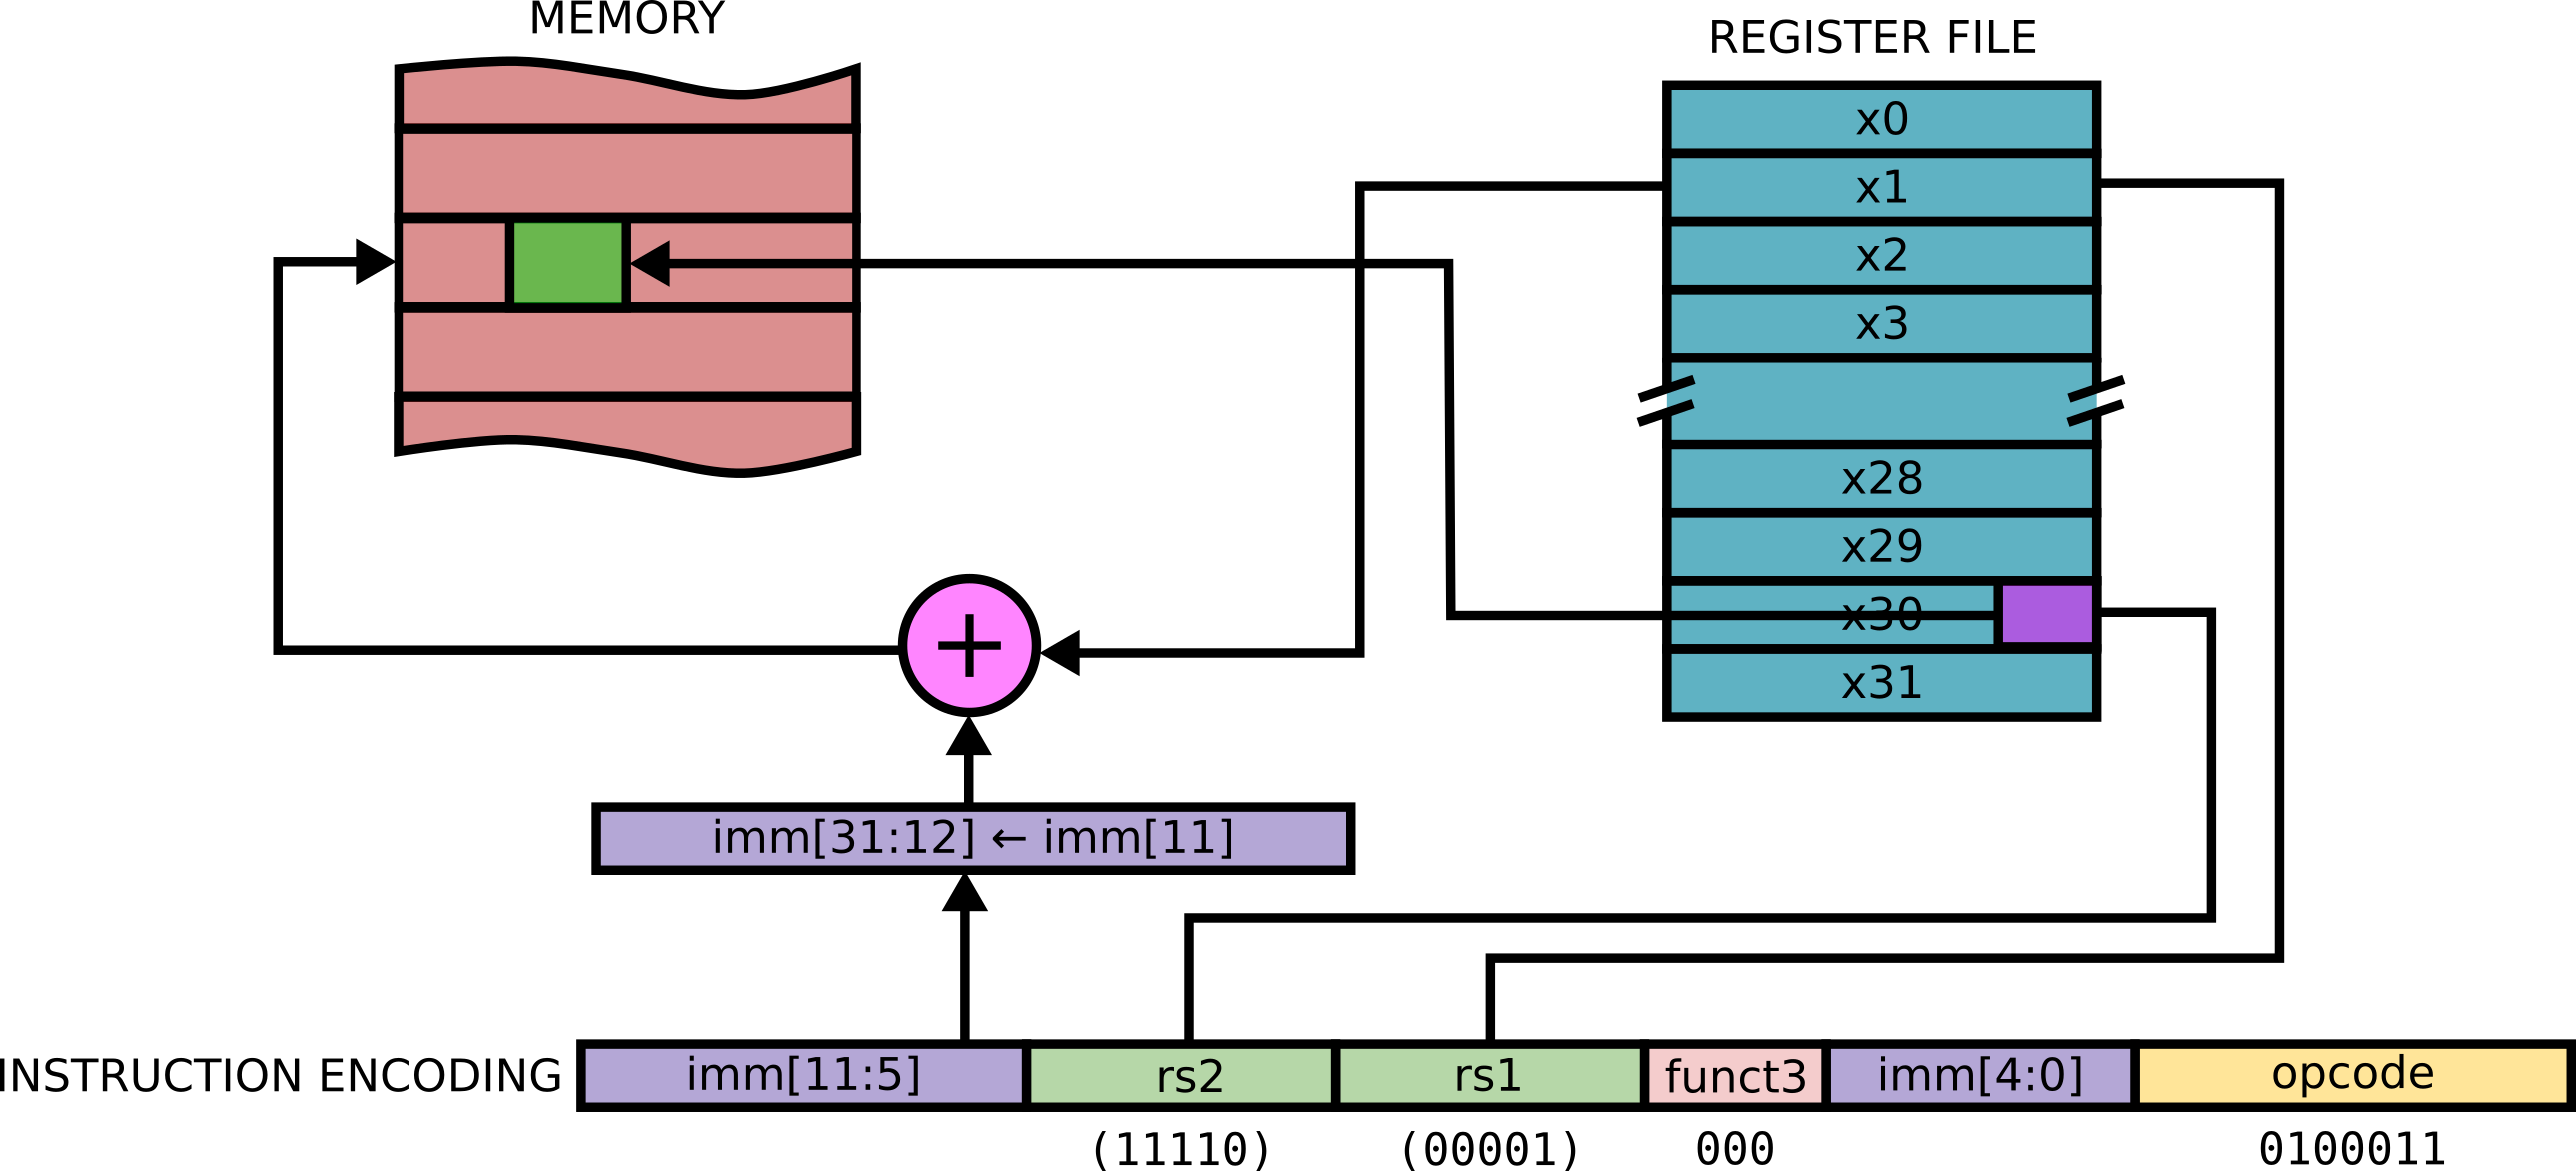 MEMORY
REGISTER FILE
x0
x1
x2
x3
x28
x29
x30
x31
+
imm[31:12] ← imm[11]
INSTRUCTION ENCODING
imm[11:5]
rs2
rs1
funct3
imm[4:0]
opcode
(11110)
(00001)
000
0100011